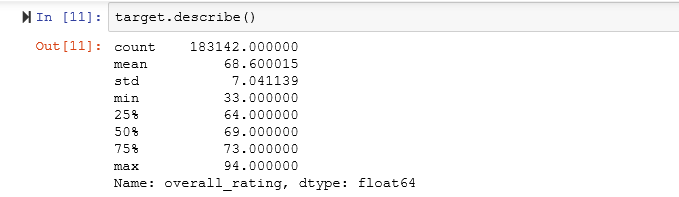 In [11]: target.describe()
Out[11]: count    183142.000000
mean         68.600015
std           7.041139
min          33.000000
25%          64.000000
50%          69.000000
75%          73.000000
max          94.000000
Name: overall_rating, dtype: float64